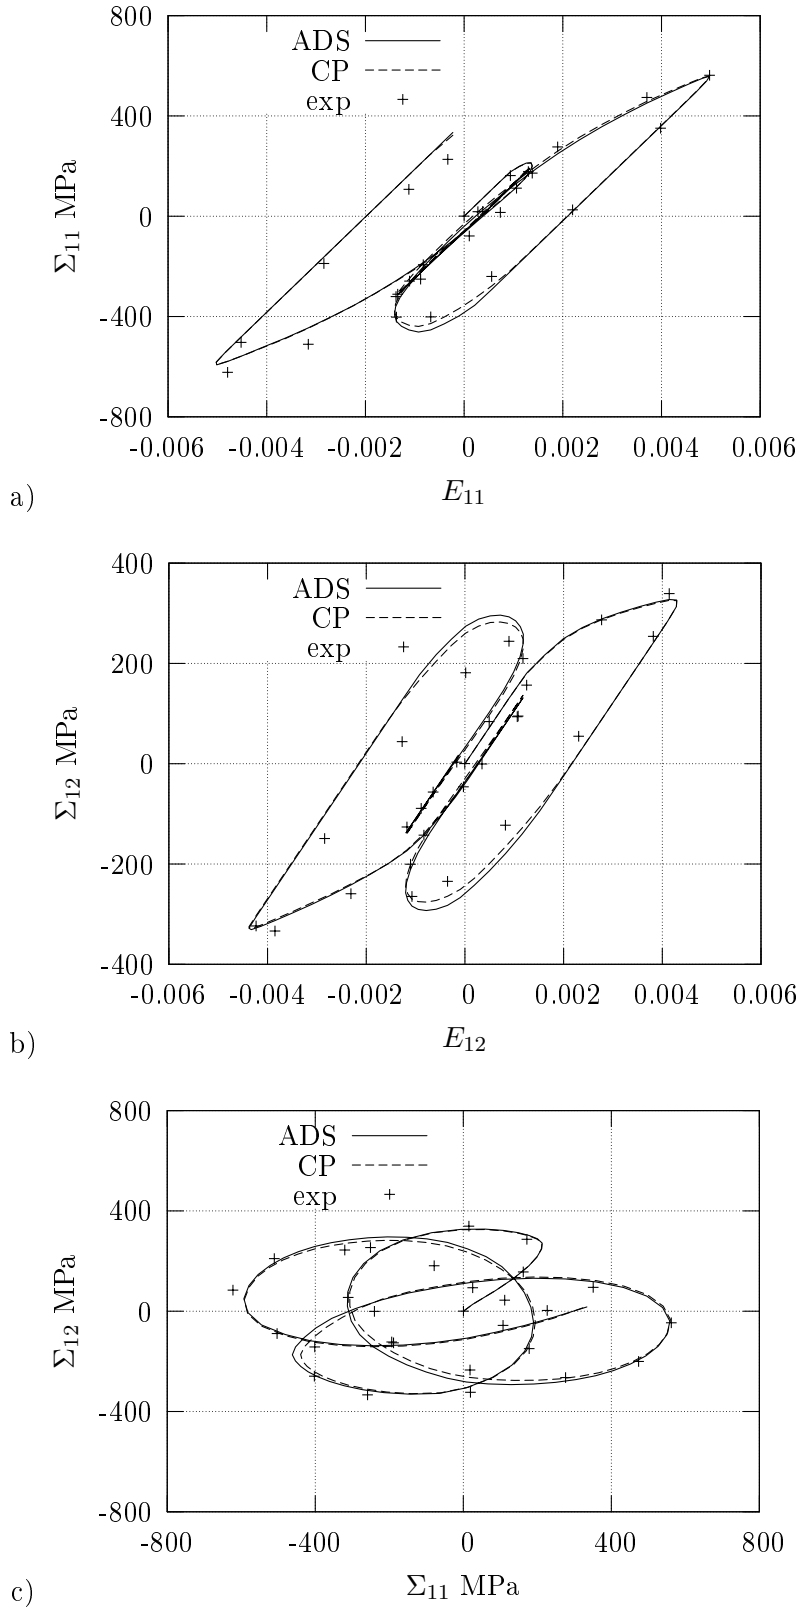 800
ADS
CP
exp
400
0
-400
-800
Σ11 MPa
-0.006 -0.004 -0.002 0 0.002 0.004 0.006
E11
a)
400
ADS
CP
exp
200
0
-200
-400
Σ12 MPa
-0.006 -0.004 -0.002 0 0.002 0.004 0.006
E12
b)
800
ADS
CP
exp
400
0
-400
-800
Σ12 MPa
-800 -400 0 400 800
Σ11 MPa
c)